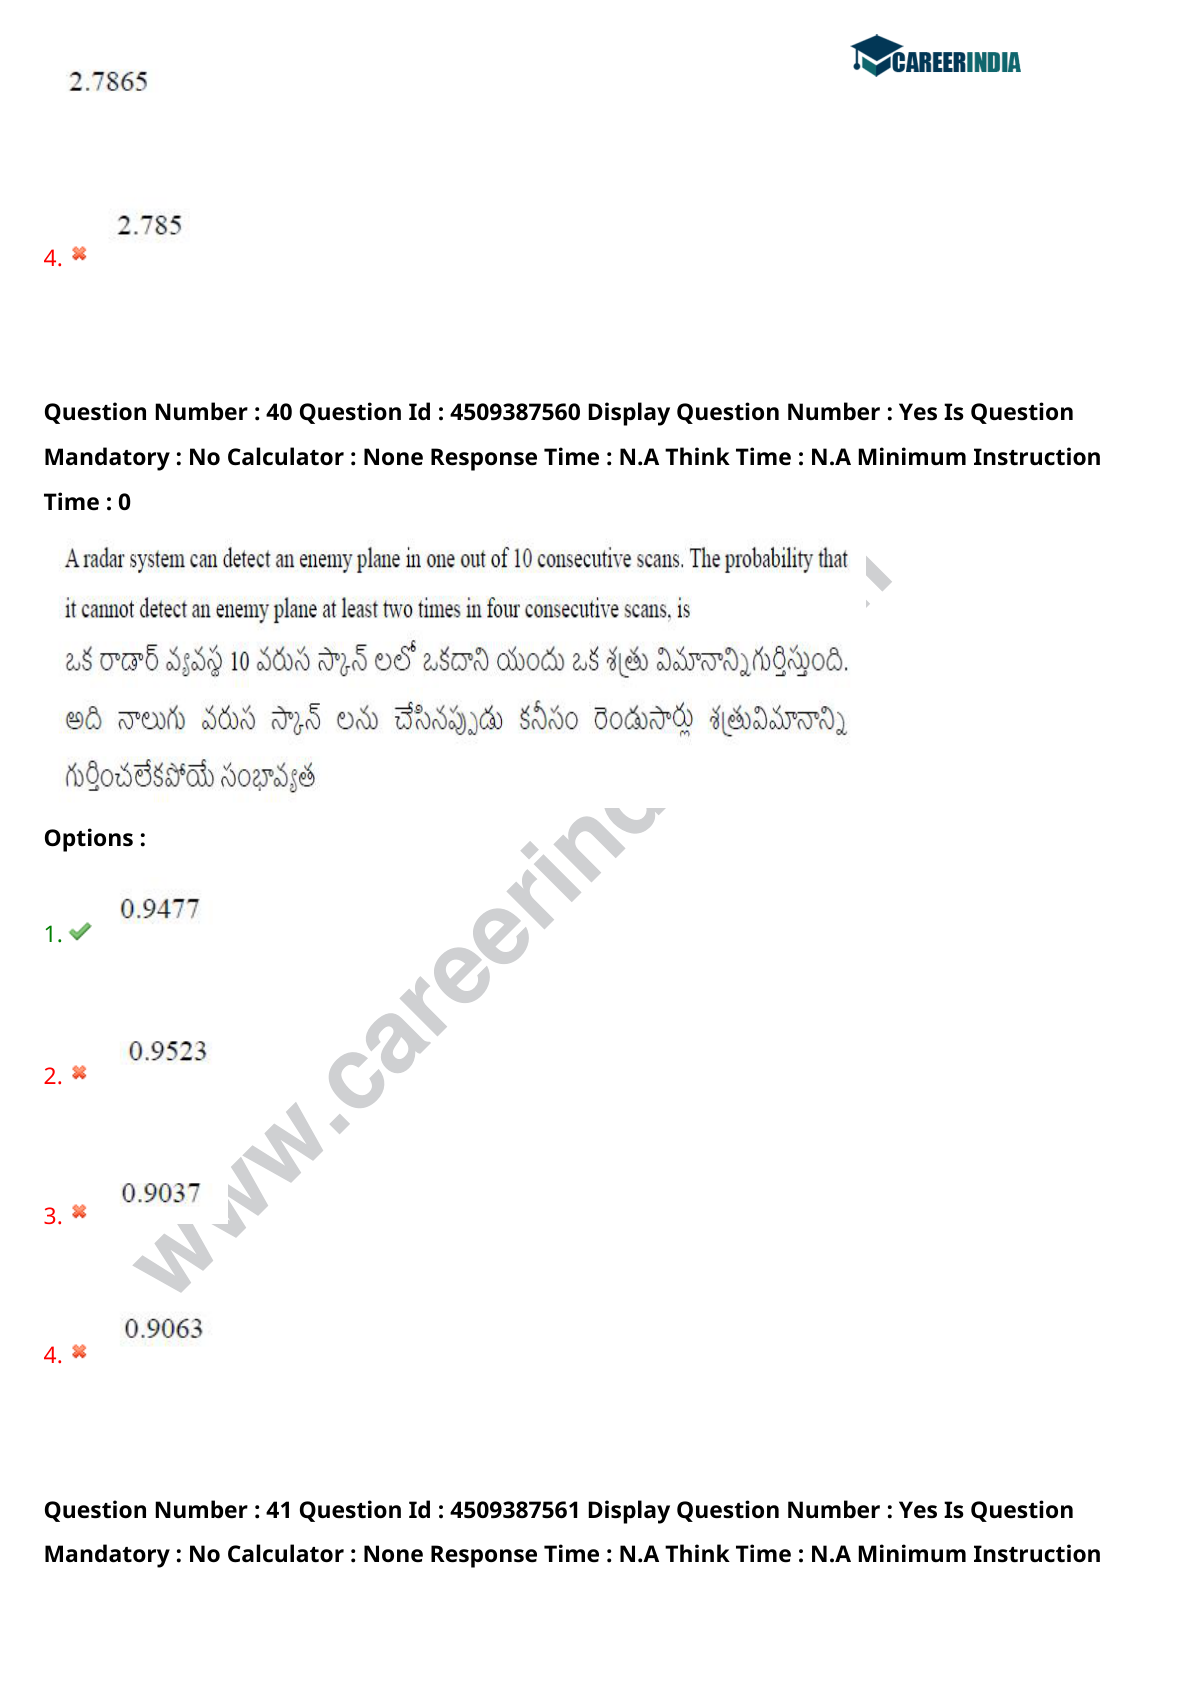 CAREERINDIA
2.7865
2.785
4.
Question Number : 40 Question Id : 4509387560 Display Question Number : Yes Is Question
Mandatory : No Calculator : None Response Time : N.A Think Time : N.A Minimum Instruction
Time : 0
A radar system can detect an enemy plane in one out of 10 consecutive scans. The probability that
it cannot detect an enemy plane at least two times in four consecutive scans, is
ఒక రాడార్ వ్యవస్థ 10 వరుస స్కాన్ లలో ఒకదాని యందు ఒక శత్రు విమానాన్నిగుర్తిస్తుంది.
అది నాలుగు వరుస స్కాన్ లను చేసినప్పుడు కనీసం రెండుసార్లు శత్రువిమానాన్ని
గుర్తించలేకపోయే సంభావ్యత
Options :
0.9477
1.
0.9523
2.
0.9037
3.
0.9063
4.
www.careerind
Question Number : 41 Question Id : 4509387561 Display Question Number : Yes Is Question
Mandatory : No Calculator : None Response Time : N.A Think Time : N.A Minimum Instruction